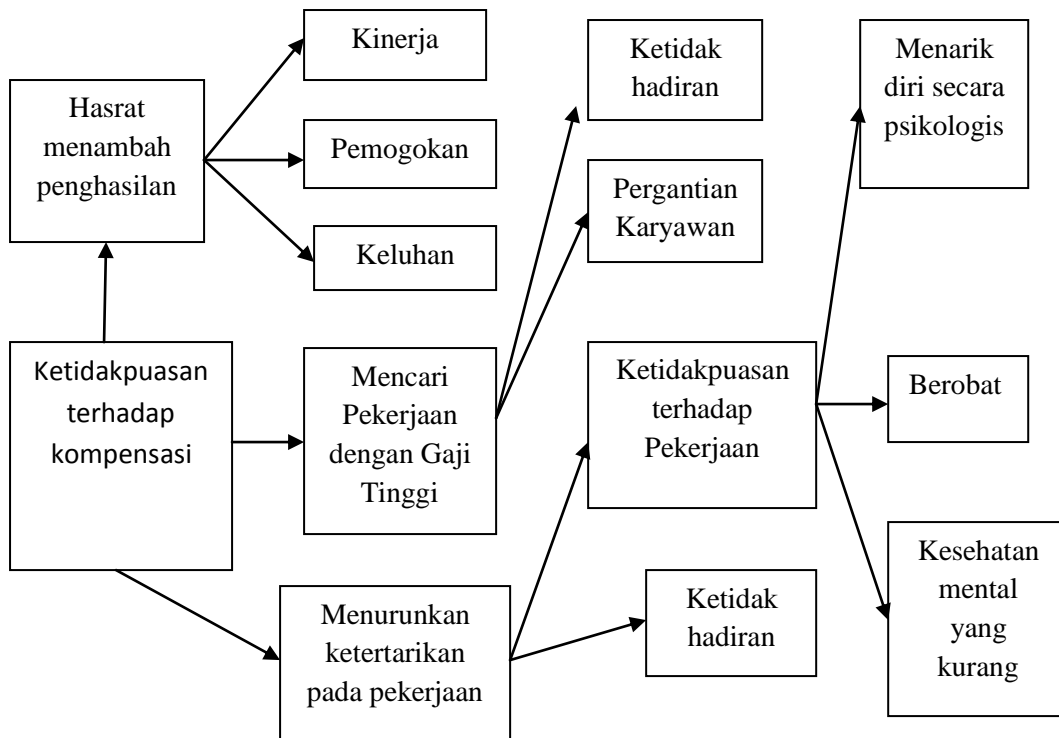 Kinerja
Hasrat
menambah
penghasilan
Pemogokan
Keluhan
Ketidak
hadiran
Pergantian
Karyawan
Menarik
diri secara
psikologis
Ketidakpuasan
terhadap
kompensasi
Mencari
Pekerjaan
dengan Gaji
Tinggi
Ketidakpuasan
terhadap
Pekerjaan
Berobat
Menurunkan
ketertarikan
pada pekerjaan
Ketidak
hadiran
Kesehatan
mental
yang
kurang